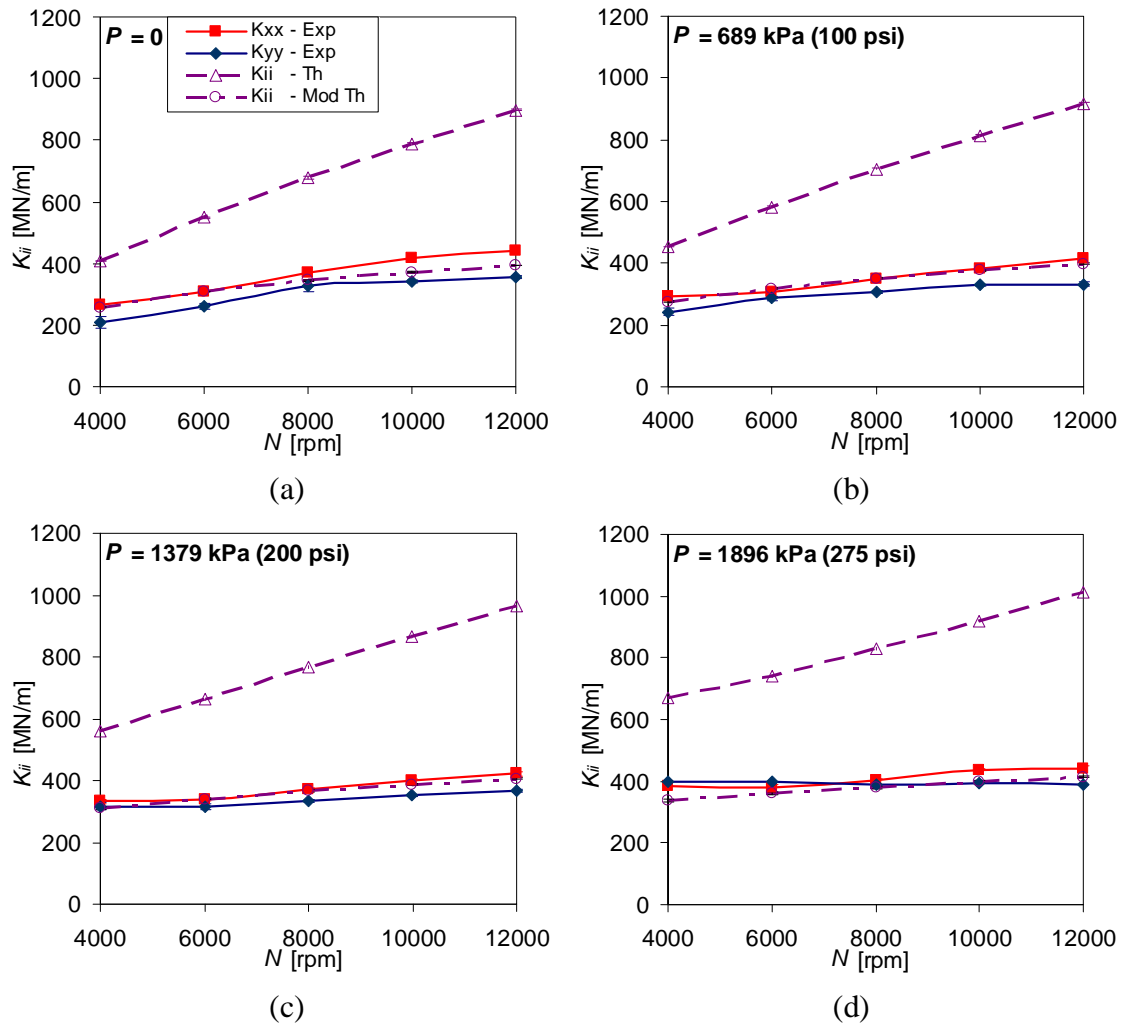 P = 0
Kxx - Exp
Kyy - Exp
Kii - Th
Kii - Mod Th
1200
1000
800
600
400
200
0
Kii [MN/m]
4000 6000 8000 10000 12000
N [rpm]
(a)
P = 689 kPa (100 psi)
1200
1000
800
600
400
200
0
Kii [MN/m]
4000 6000 8000 10000 12000
N [rpm]
(b)
P = 1379 kPa (200 psi)
1200
1000
800
600
400
200
0
Kii [MN/m]
4000 6000 8000 10000 12000
N [rpm]
(c)
P = 1896 kPa (275 psi)
1200
1000
800
600
400
200
0
Kii [MN/m]
4000 6000 8000 10000 12000
N [rpm]
(d)